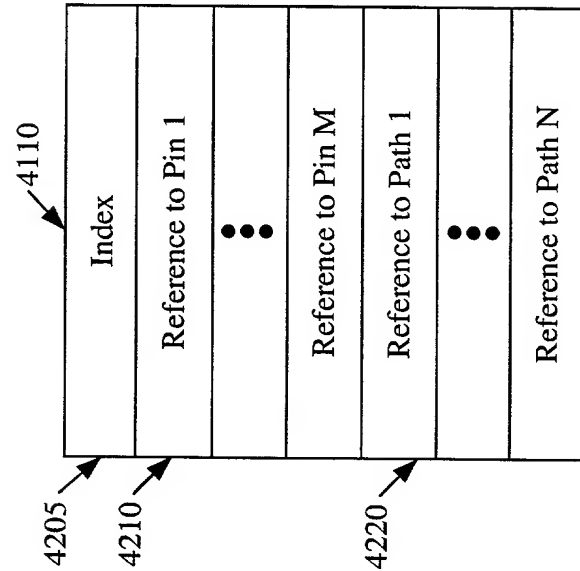 4110
4205
Index
4210
Reference to Pin 1
Reference to Pin M
4220
Reference to Path 1
Reference to Path N